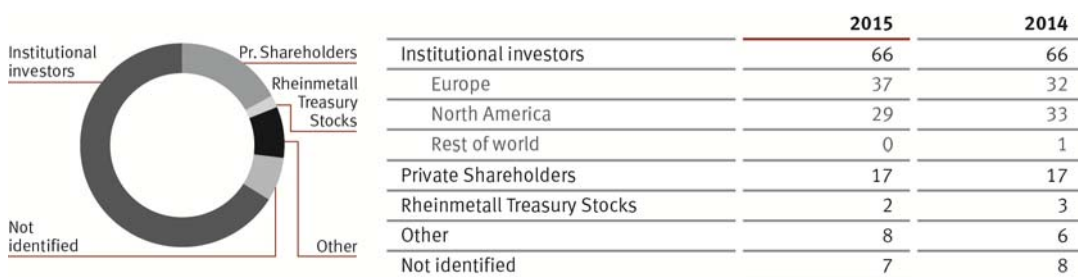 Institutional
investors
Pr. Shareholders
Rheinmetall
Treasury
Stocks
Not
identified
Other
2015 2014
Institutional investors 66 66
Europe 37 32
North America 29 33
Rest of world 0 1
Private Shareholders 17 17
Rheinmetall Treasury Stocks 2 3
Other 8 6
Not identified 7 8